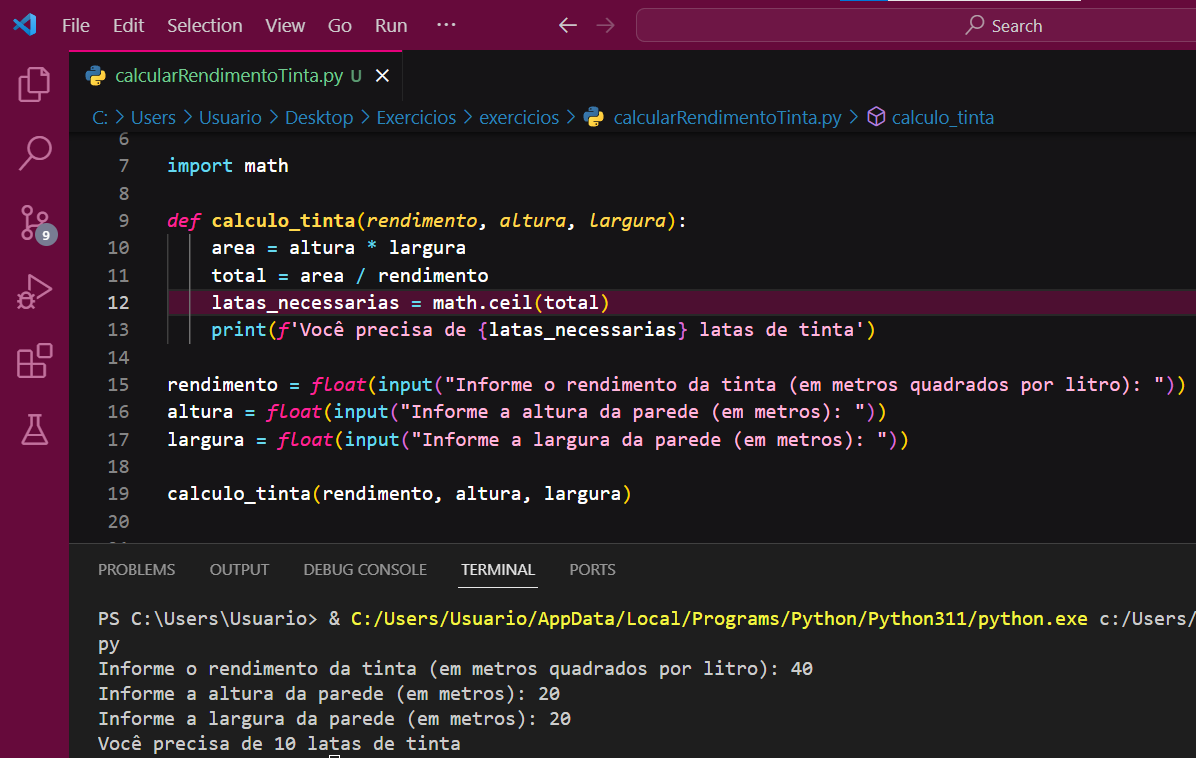 File Edit Selection View Go Run ··· ← → Search
calcularRendimentoTinta.py U ×
C: > Users > Usuario > Desktop > Exercicios > exercicios > calcularRendimentoTinta.py > calculo_tinta
6
7 import math
8
9 def calculo_tinta(rendimento, altura, largura):
10 area = altura * largura
11 total = area / rendimento
12 latas_necessarias = math.ceil(total)
13 print(f'Você precisa de {latas_necessarias} latas de tinta')
14
15 rendimento = float(input("Informe o rendimento da tinta (em metros quadrados por litro): "))
16 altura = float(input("Informe a altura da parede (em metros): "))
17 largura = float(input("Informe a largura da parede (em metros): "))
18
19 calculo_tinta(rendimento, altura, largura)
20
9
PROBLEMS OUTPUT DEBUG CONSOLE TERMINAL PORTS
PS C:\Users\Usuario> & C:/Users/Usuario/AppData/Local/Programs/Python/Python311/python.exe c:/Users/
py
Informe o rendimento da tinta (em metros quadrados por litro): 40
Informe a altura da parede (em metros): 20
Informe a largura da parede (em metros): 20
Você precisa de 10 latas de tinta